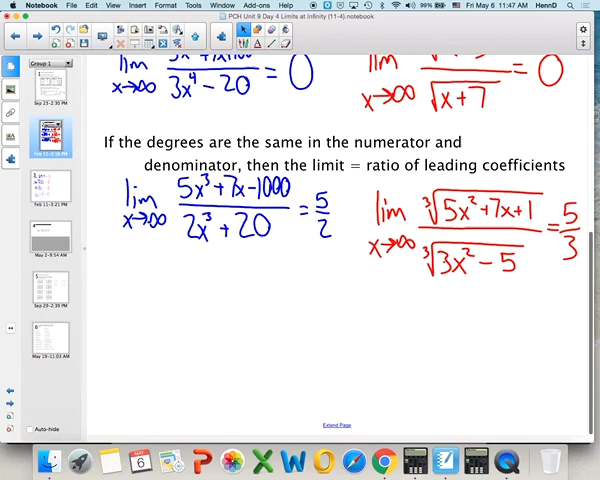 Notebook File Edit View Insert Format Tools Window Add-ons Help 99% Fri May 6 11:47 AM HennD
PCH Unit 9 Day 4 Limits at Infinity (11-4).notebook
Group 1
Sep 23-2:30 PM
Feb 11-3:21 PM
May 2-9:54 AM
Sep 29-2:39 PM
May 19-11:03 AM
Auto-hide
lim x→∞ 3x⁴ - 20 = 0
lim x→∞ √x+7 = 0
If the degrees are the same in the numerator and
denominator, then the limit = ratio of leading coefficients
lim x→∞ (5x³+7x-1000)/(2x³+20) = 5/2
lim x→∞ ∛(5x²+7x+1)/∛(3x²-5) = 5/3
Extend Page
MAY
6